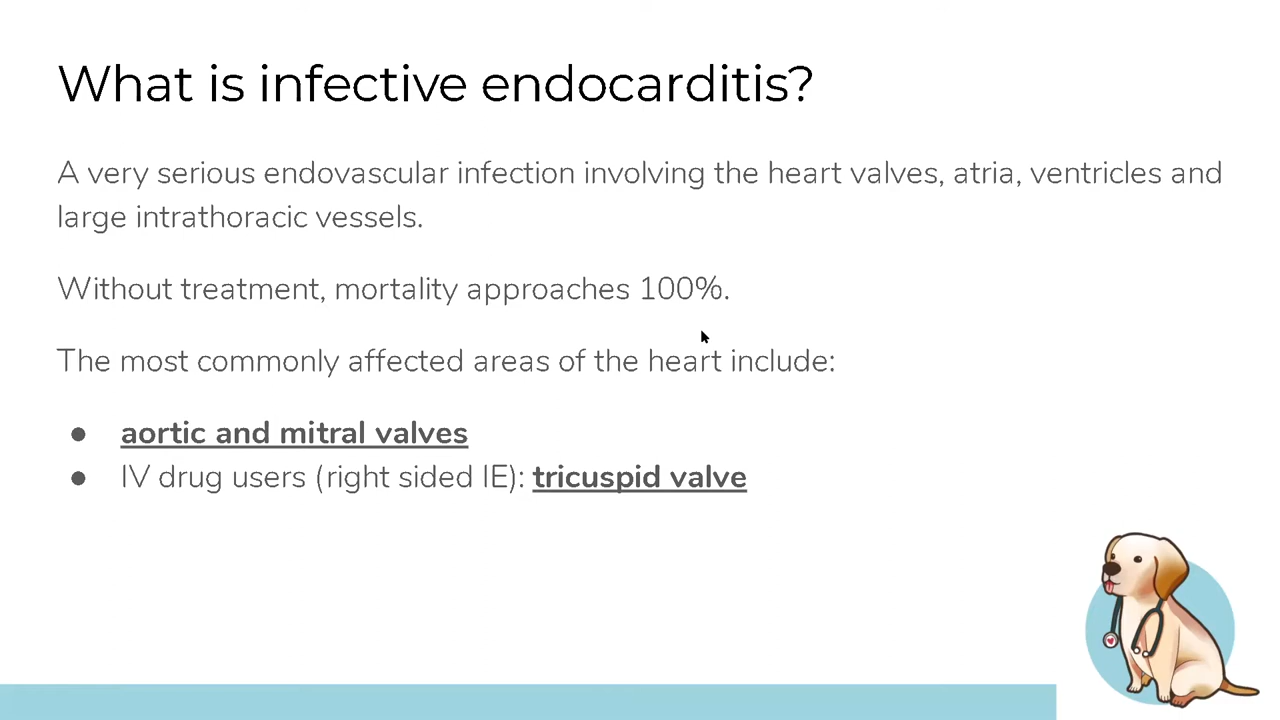 What is infective endocarditis?
A very serious endovascular infection involving the heart valves, atria, ventricles and
large intrathoracic vessels.
Without treatment, mortality approaches 100%.
The most commonly affected areas of the heart include:
● aortic and mitral valves
● IV drug users (right sided IE): tricuspid valve